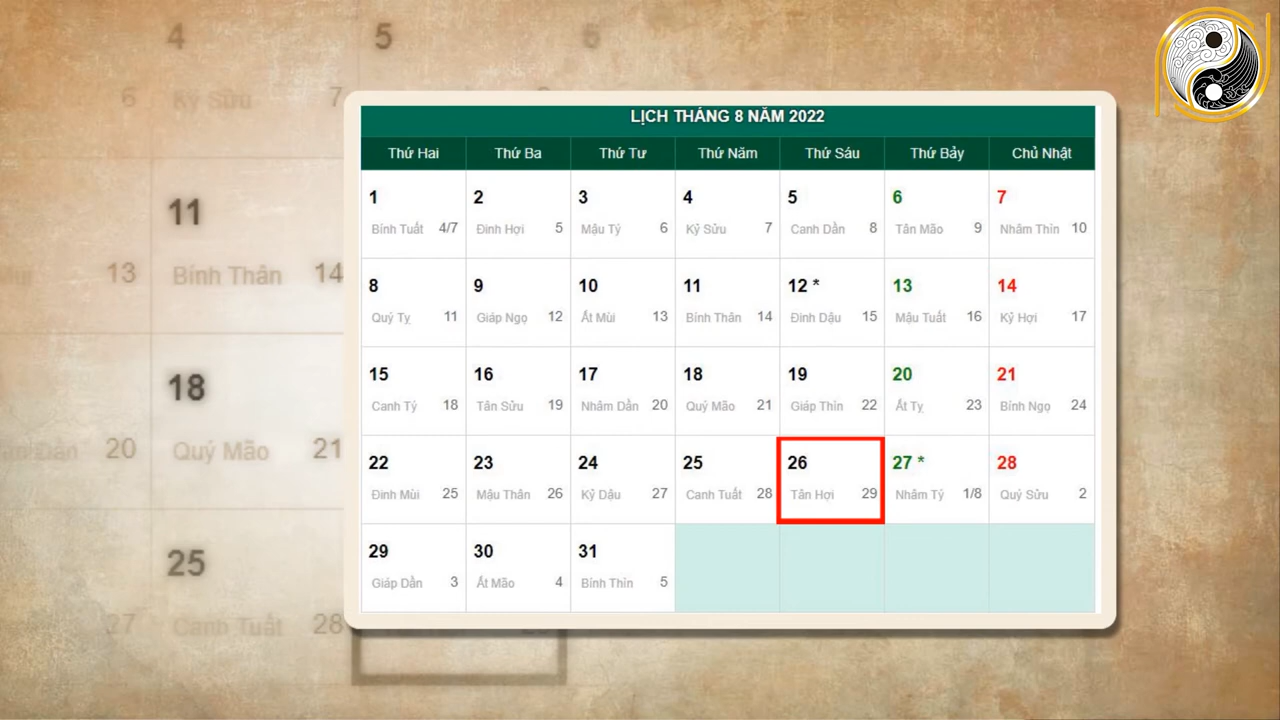 4 5 6
6 Kỷ Sửu 7
LỊCH THÁNG 8 NĂM 2022
Thứ Hai Thứ Ba Thứ Tư Thứ Năm Thứ Sáu Thứ Bảy Chủ Nhật
1 2 3 4 5 6 7
Bính Tuất 4/7 Đinh Hợi 5 Mậu Tý 6 Kỷ Sửu 7 Canh Dần 8 Tân Mão 9 Nhâm Thìn 10
11
13 Bính Thân 14
8 9 10 11 12 * 13 14
Quý Tỵ 11 Giáp Ngọ 12 Ất Mùi 13 Bính Thân 14 Đinh Dậu 15 Mậu Tuất 16 Kỷ Hợi 17
15 16 17 18 19 20 21
Canh Tý 18 Tân Sửu 19 Nhâm Dần 20 Quý Mão 21 Giáp Thìn 22 Ất Tỵ 23 Bính Ngọ 24
18
20 Quý Mão 21
22 23 24 25 26 27 * 28
Đinh Mùi 25 Mậu Thân 26 Kỷ Dậu 27 Canh Tuất 28 Tân Hợi 29 Nhâm Tý 1/8 Quý Sửu 2
29 30 31
Giáp Dần 3 Ất Mão 4 Bính Thìn 5
25
27 Canh Tuất 28